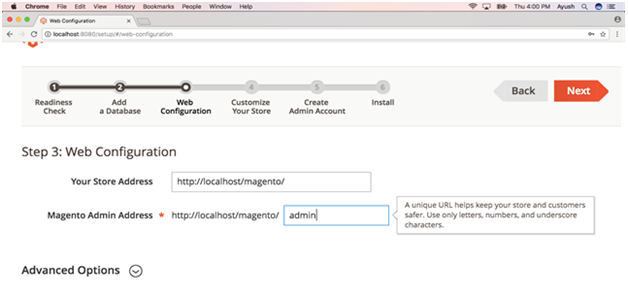 Chrome File Edit View History Bookmarks People Window Help Thu 4:00 PM Ayush
Web Configuration
localhost:8080/setup/#/web-configuration
1 2 4 5 6
Readiness Check
Add a Database
Web Configuration
Customize Your Store
Create Admin Account
Install
Back
Next
Step 3: Web Configuration
Your Store Address http://localhost/magento/
Magento Admin Address * http://localhost/magento/ admin
A unique URL helps keep your store and customers
safer. Use only letters, numbers, and underscore
characters.
Advanced Options